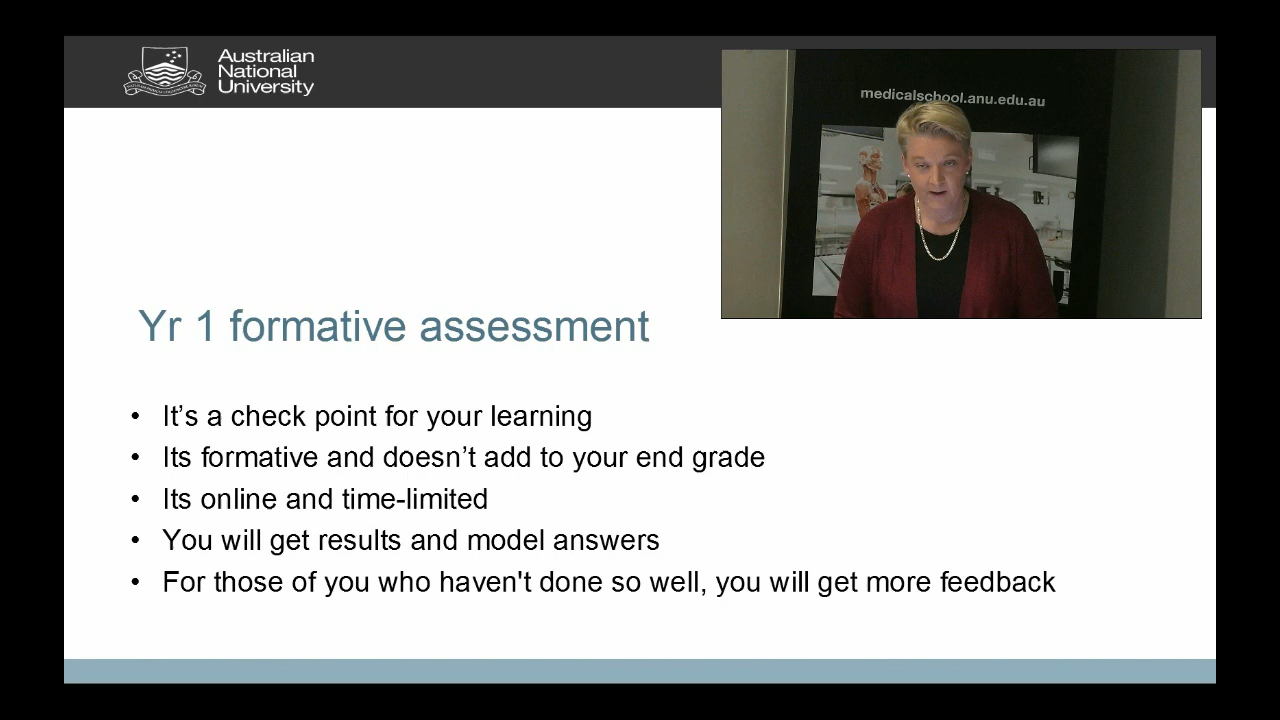 Australian
National
University
medicalschool.anu.edu.au
Yr 1 formative assessment
• It’s a check point for your learning
• Its formative and doesn’t add to your end grade
• Its online and time-limited
• You will get results and model answers
• For those of you who haven't done so well, you will get more feedback